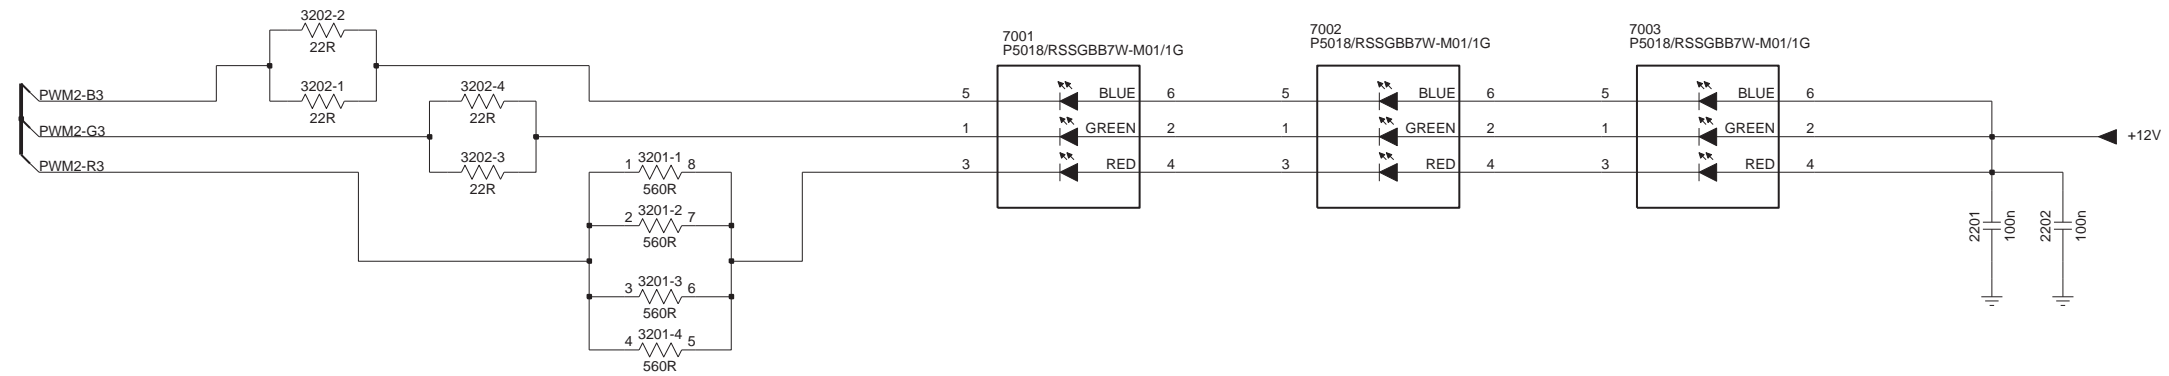 3202-2
22R
3202-1
22R
PWM2-B3
PWM2-G3
PWM2-R3
3202-4
22R
3202-3
22R
1 3201-1 8
560R
2 3201-2 7
560R
3 3201-3 6
560R
4 3201-4 5
560R
7001
P5018/RSSGBB7W-M01/1G
5 BLUE 6
1 GREEN 2
3 RED 4
7002
P5018/RSSGBB7W-M01/1G
5 BLUE 6
1 GREEN 2
3 RED 4
7003
P5018/RSSGBB7W-M01/1G
5 BLUE 6
1 GREEN 2
3 RED 4
+12V
2201
100n
2202
100n